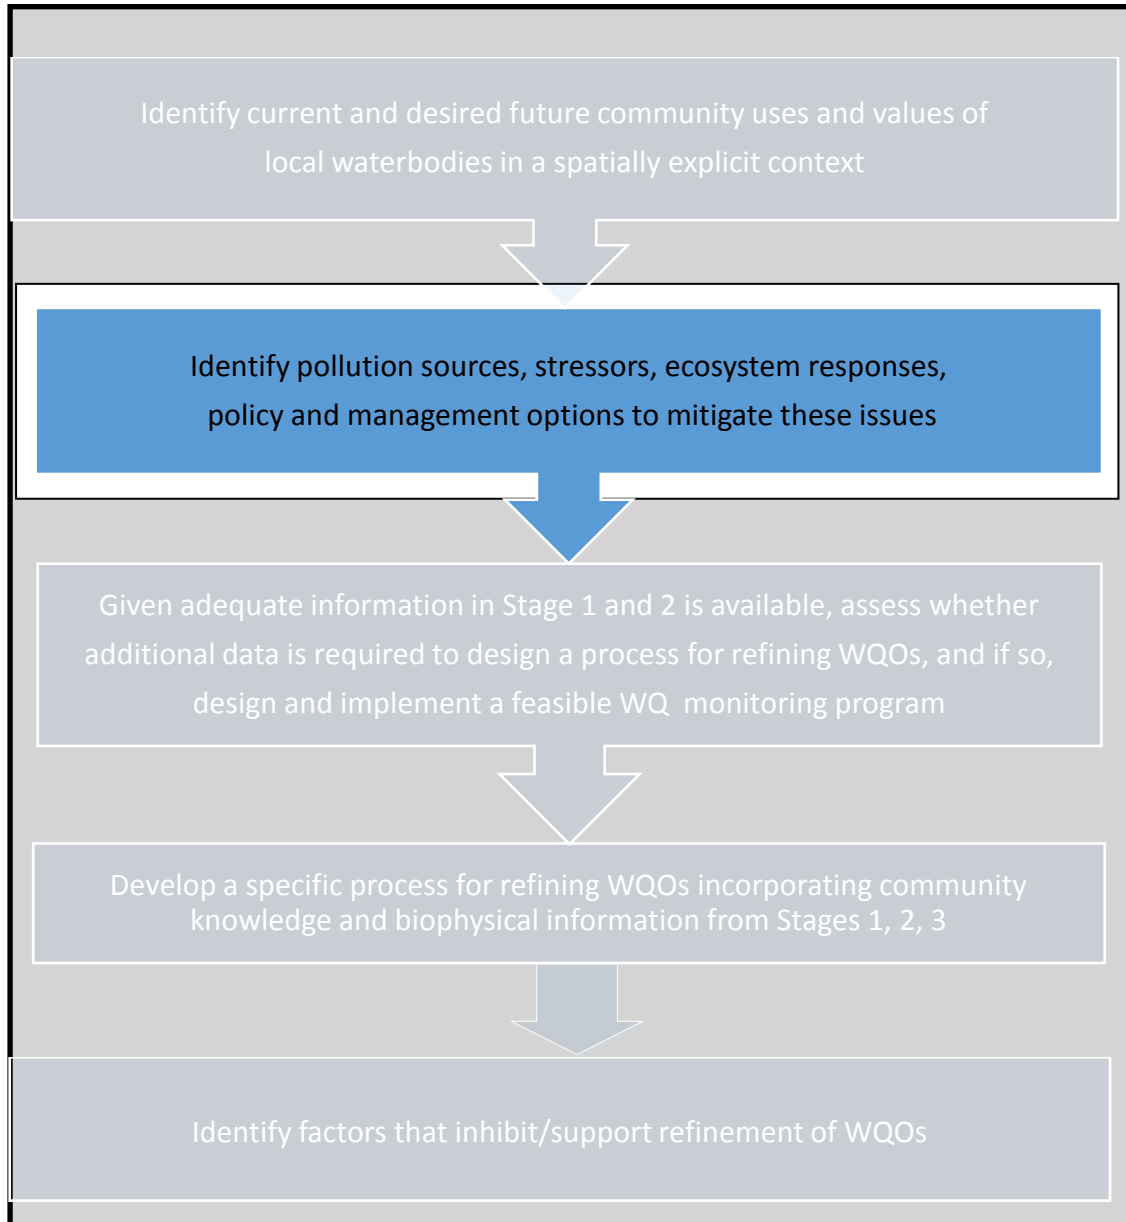 Identify current and desired future community uses and values of
local waterbodies in a spatially explicit context
Identify pollution sources, stressors, ecosystem responses,
policy and management options to mitigate these issues
Given adequate information in Stage 1 and 2 is available, assess whether
additional data is required to design a process for refining WQOs, and if so,
design and implement a feasible WQ monitoring program
Develop a specific process for refining WQOs incorporating community
knowledge and biophysical information from Stages 1, 2, 3
Identify factors that inhibit/support refinement of WQOs